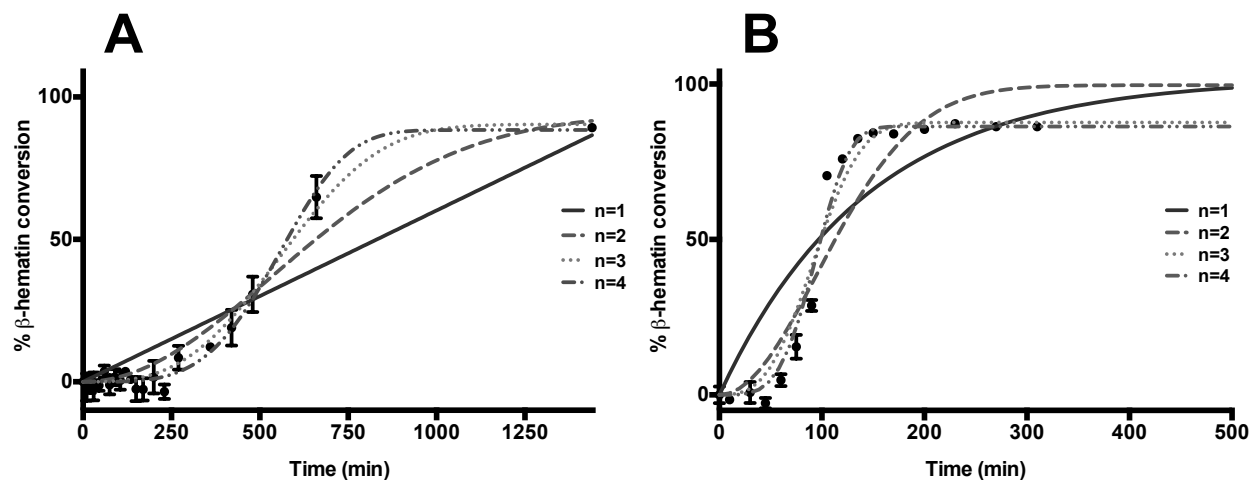 A
% β-hematin conversion
100
50
0
0 250 500 750 1000 1250
Time (min)
n=1
n=2
n=3
n=4
B
% β-hematin conversion
100
50
0
0 100 200 300 400 500
Time (min)
n=1
n=2
n=3
n=4